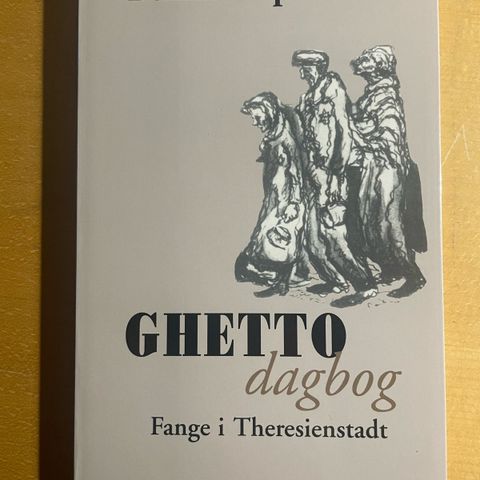 GHETTO
dagbog
Fange i Theresienstadt